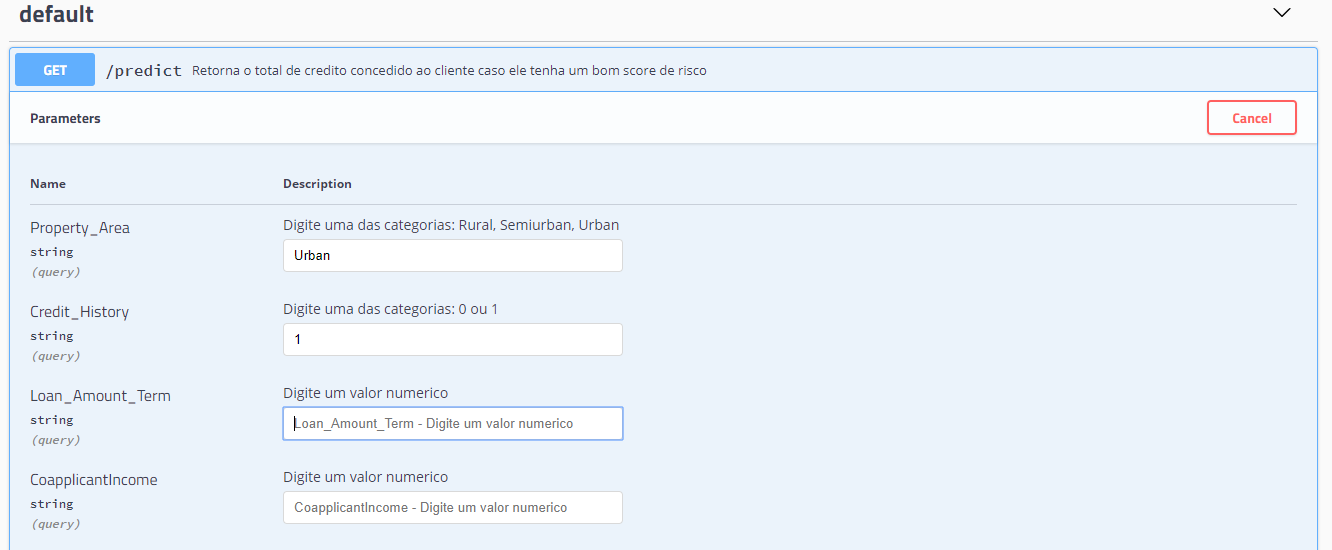 default
GET /predict Retorna o total de credito concedido ao cliente caso ele tenha um bom score de risco
Parameters Cancel
Name Description
Property_Area Digite uma das categorias: Rural, Semiurban, Urban
string Urban
(query)
Credit_History Digite uma das categorias: 0 ou 1
string 1
(query)
Loan_Amount_Term Digite um valor numerico
string Loan_Amount_Term - Digite um valor numerico
(query)
CoapplicantIncome Digite um valor numerico
string CoapplicantIncome - Digite um valor numerico
(query)